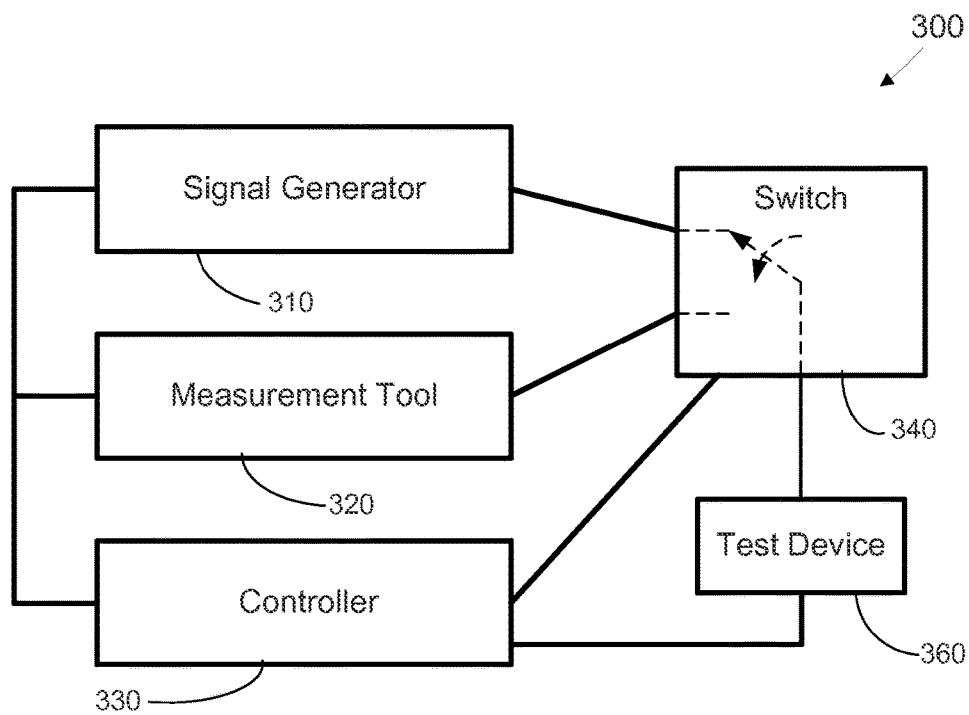 300
Signal Generator
Switch
310
Measurement Tool
340
320
Test Device
Controller
360
330